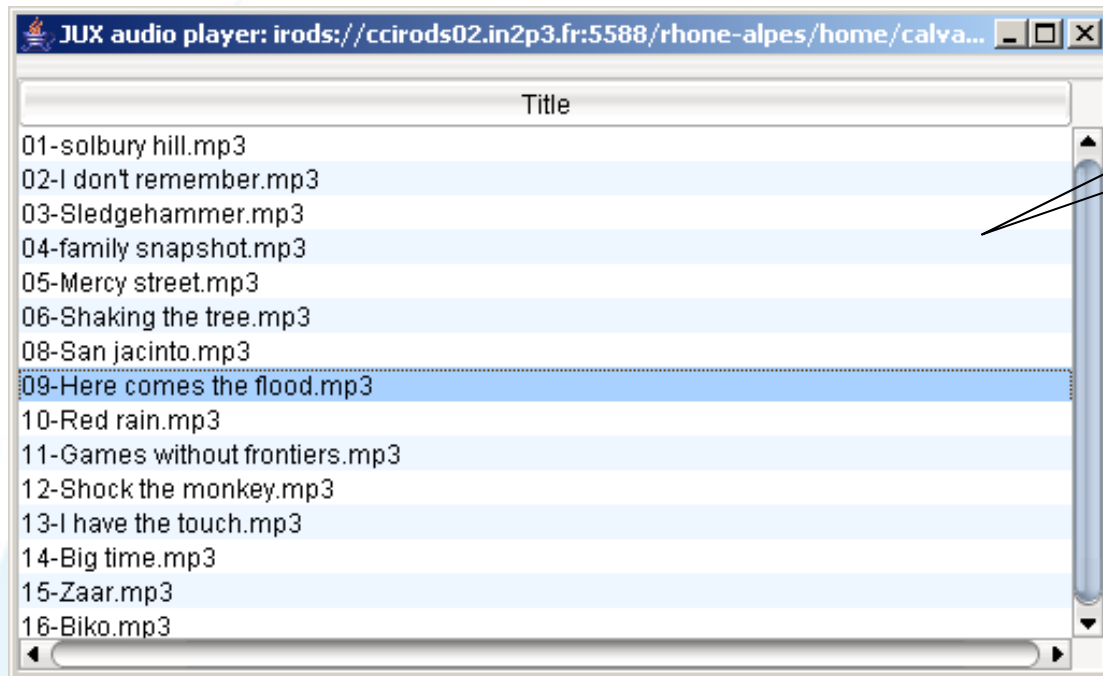 JUX audio player: irods://ccirods02.in2p3.fr:5588/rhone-alpes/home/calva...
Title
01-solbury hill.mp3
02-I don't remember.mp3
03-Sledgehammer.mp3
04-family snapshot.mp3
05-Mercy street.mp3
06-Shaking the tree.mp3
08-San jacinto.mp3
09-Here comes the flood.mp3
10-Red rain.mp3
11-Games without frontiers.mp3
12-Shock the monkey.mp3
13-I have the touch.mp3
14-Big time.mp3
15-Zaar.mp3
16-Biko.mp3